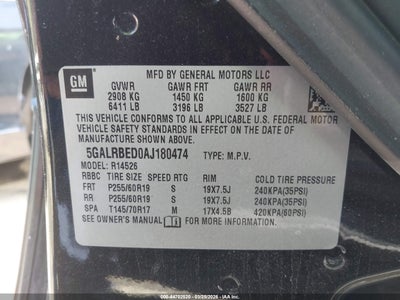 GM
MFD BY GENERAL MOTORS LLC
GVWR GAWR FRT GAWR RR
2908 KG 1450 KG 1600 KG
6411 LB 3196 LB 3527 LB
THIS VEHICLE CONFORMS TO ALL APPLICABLE
U.S. FEDERAL MOTOR VEHICLE SAFETY AND THEFT
PREVENTION STANDARDS IN EFFECT ON THE DATE OF
MANUFACTURE SHOWN ABOVE.
5GALRBED0AJ180474 TYPE: M.P.V.
MODEL: R14526
RBBC TIRE SIZE SPEED RTG RIM COLD TIRE PRESSURE
FRT P255/60R19 S 19X7.5J 240KPA(35PSI)
RR P255/60R19 S 19X7.5J 240KPA(35PSI)
SPA T145/70R17 M 17X4.5B 420KPA(60PSI)
SEE OWNER'S MANUAL FOR MORE INFORMATION.